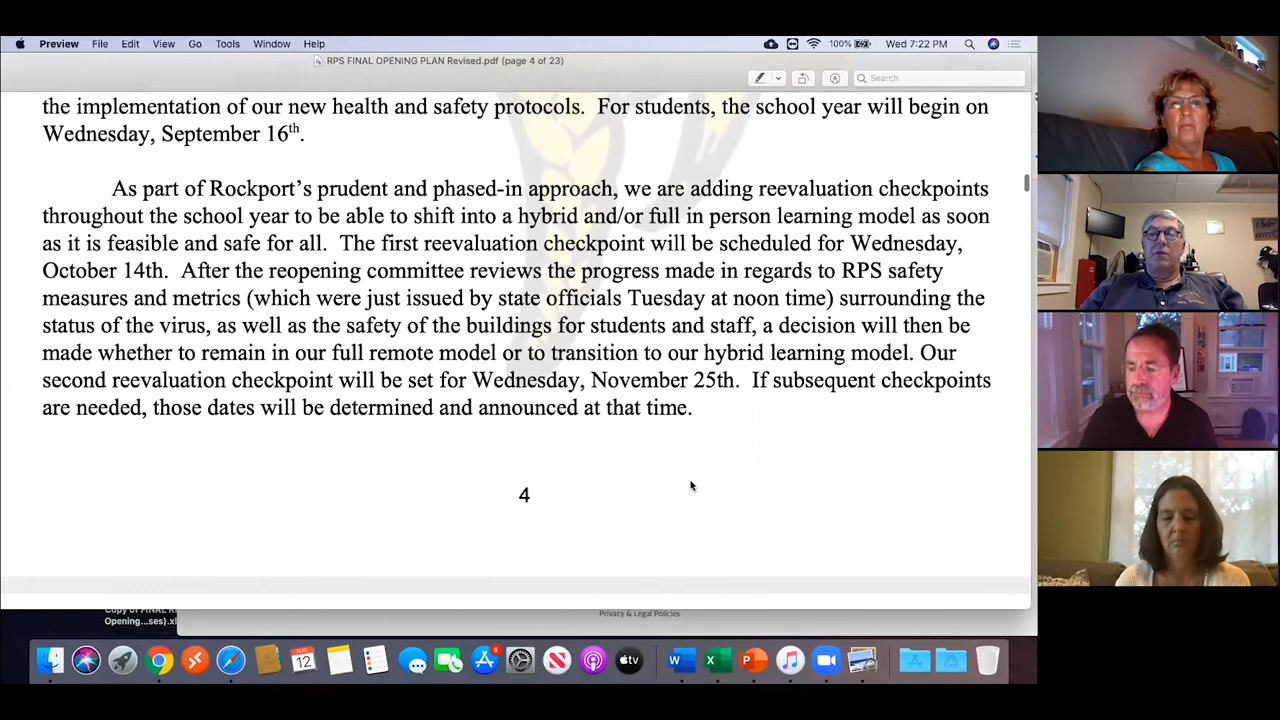 Preview File Edit View Go Tools Window Help 100% Wed 7:22 PM
RPS FINAL OPENING PLAN Revised.pdf (page 4 of 23)
Search
the implementation of our new health and safety protocols. For students, the school year will begin on
Wednesday, September 16th.
As part of Rockport’s prudent and phased-in approach, we are adding reevaluation checkpoints
throughout the school year to be able to shift into a hybrid and/or full in person learning model as soon
as it is feasible and safe for all. The first reevaluation checkpoint will be scheduled for Wednesday,
October 14th. After the reopening committee reviews the progress made in regards to RPS safety
measures and metrics (which were just issued by state officials Tuesday at noon time) surrounding the
status of the virus, as well as the safety of the buildings for students and staff, a decision will then be
made whether to remain in our full remote model or to transition to our hybrid learning model. Our
second reevaluation checkpoint will be set for Wednesday, November 25th. If subsequent checkpoints
are needed, those dates will be determined and announced at that time.
4
Copy of FINAL
Opening...ses).xl
Privacy & Legal Policies
AUG
12
6
tv
W
X
P